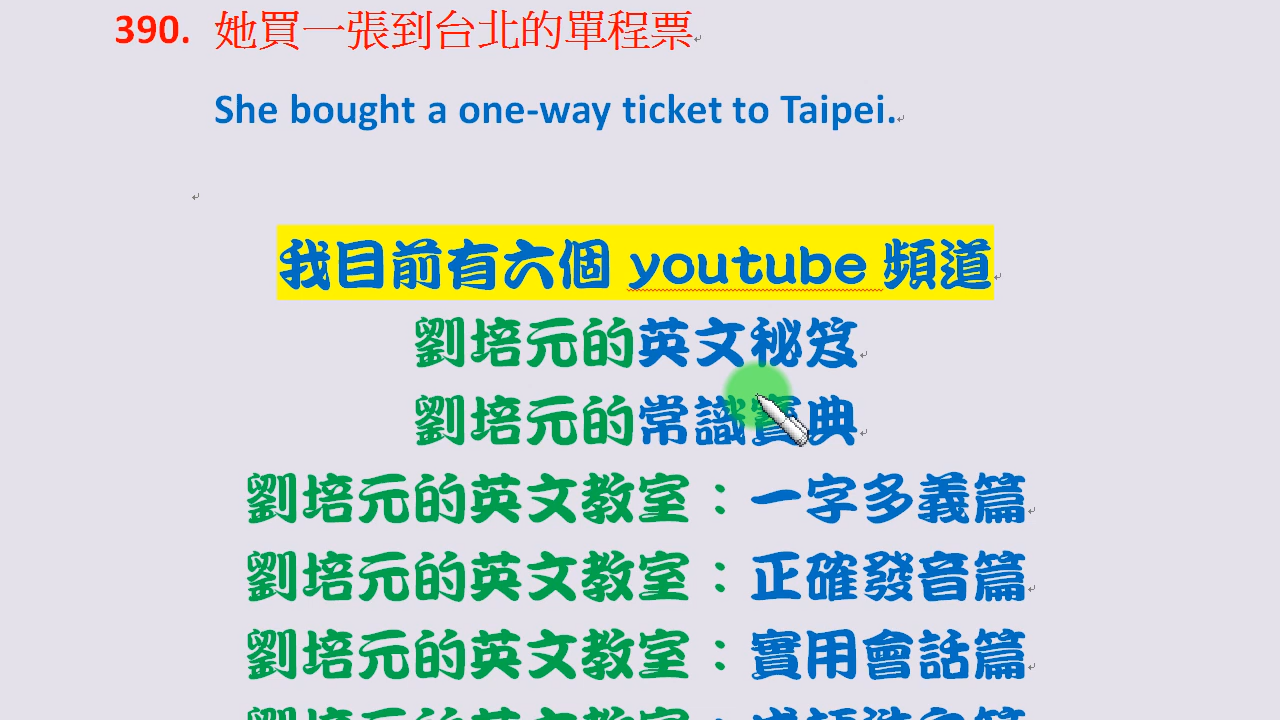 390. 她買一張到台北的單程票
She bought a one-way ticket to Taipei.
我目前有六個 youtube 頻道
劉培元的英文秘笈
劉培元的常識寶典
劉培元的英文教室：一字多義篇
劉培元的英文教室：正確發音篇
劉培元的英文教室：實用會話篇